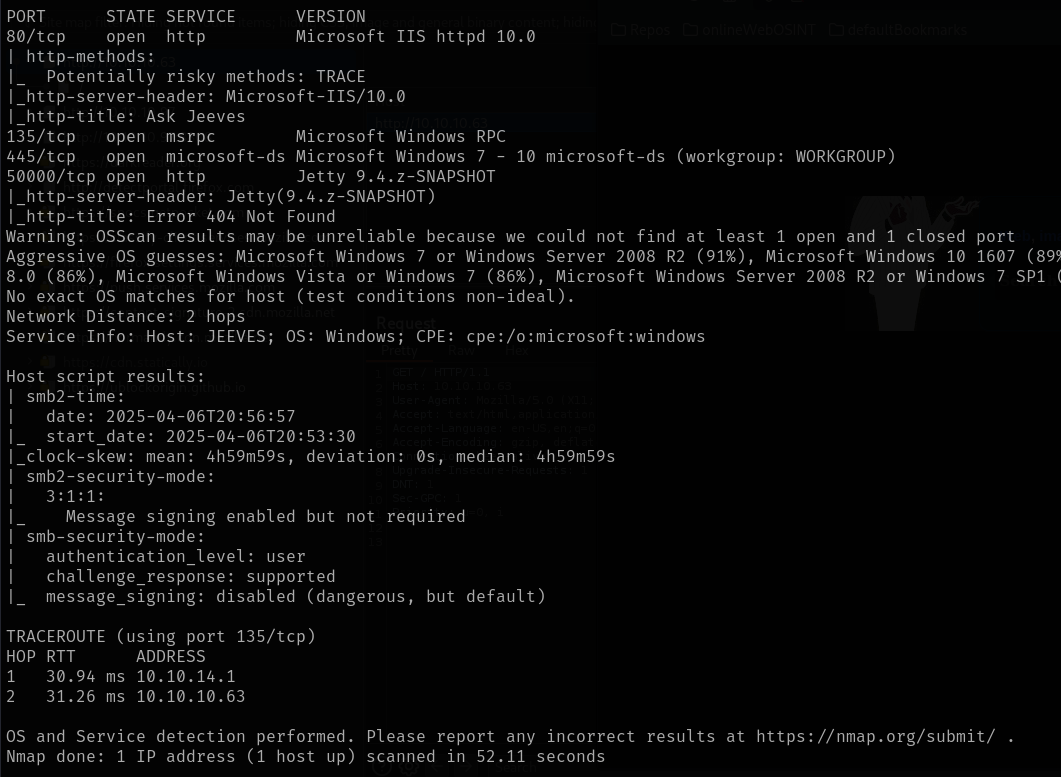 PORT      STATE SERVICE      VERSION
80/tcp    open  http         Microsoft IIS httpd 10.0
| http-methods:
|_  Potentially risky methods: TRACE
|_http-server-header: Microsoft-IIS/10.0
|_http-title: Ask Jeeves
135/tcp   open  msrpc        Microsoft Windows RPC
445/tcp   open  microsoft-ds Microsoft Windows 7 - 10 microsoft-ds (workgroup: WORKGROUP)
50000/tcp open  http         Jetty 9.4.z-SNAPSHOT
|_http-server-header: Jetty(9.4.z-SNAPSHOT)
|_http-title: Error 404 Not Found
Warning: OSScan results may be unreliable because we could not find at least 1 open and 1 closed port
Aggressive OS guesses: Microsoft Windows 7 or Windows Server 2008 R2 (91%), Microsoft Windows 10 1607 (89%
8.0 (86%), Microsoft Windows Vista or Windows 7 (86%), Microsoft Windows Server 2008 R2 or Windows 7 SP1 (
No exact OS matches for host (test conditions non-ideal).
Network Distance: 2 hops
Service Info: Host: JEEVES; OS: Windows; CPE: cpe:/o:microsoft:windows

Host script results:
| smb2-time:
|   date: 2025-04-06T20:56:57
|_  start_date: 2025-04-06T20:53:30
|_clock-skew: mean: 4h59m59s, deviation: 0s, median: 4h59m59s
| smb2-security-mode:
|   3:1:1:
|_    Message signing enabled but not required
| smb-security-mode:
|   authentication_level: user
|   challenge_response: supported
|_  message_signing: disabled (dangerous, but default)

TRACEROUTE (using port 135/tcp)
HOP RTT      ADDRESS
1   30.94 ms 10.10.14.1
2   31.26 ms 10.10.10.63

OS and Service detection performed. Please report any incorrect results at https://nmap.org/submit/ .
Nmap done: 1 IP address (1 host up) scanned in 52.11 seconds
Repos
onlineWebOSINT
defaultBookmarks
http://10.10.10.63
Request
Pretty
Raw
Hex